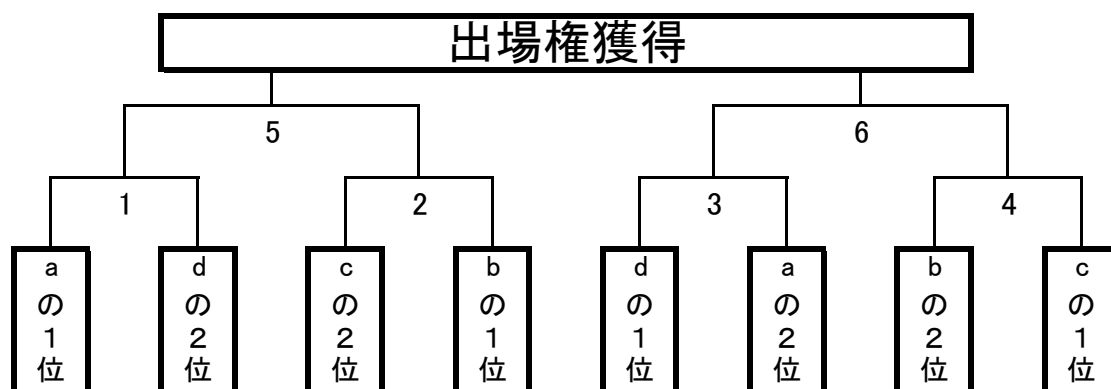 出場権獲得
5
6
1
2
3
4
aの1位
dの2位
cの2位
bの1位
dの1位
aの2位
bの2位
cの1位